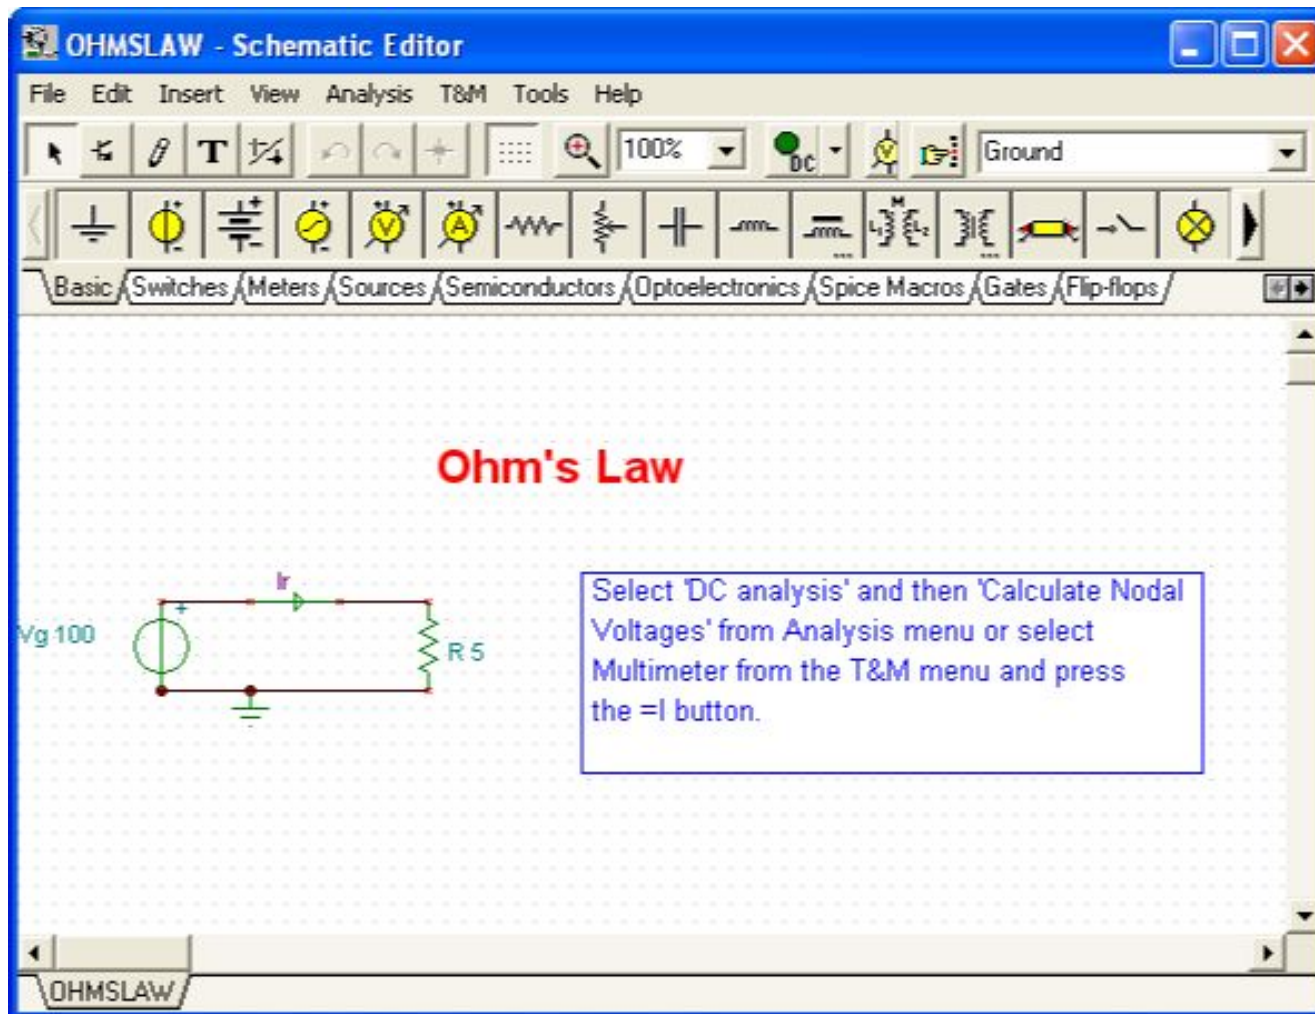 OHMSLAW - Schematic Editor
File Edit Insert View Analysis T&M Tools Help
T 100% DC V Ground
V A M L1 L2
Basic Switches Meters Sources Semiconductors Optoelectronics Spice Macros Gates Flip-flops
Ohm's Law
Ir
Vg 100
+
R 5
Select 'DC analysis' and then 'Calculate Nodal
Voltages' from Analysis menu or select
Multimeter from the T&M menu and press
the =I button.
OHMSLAW